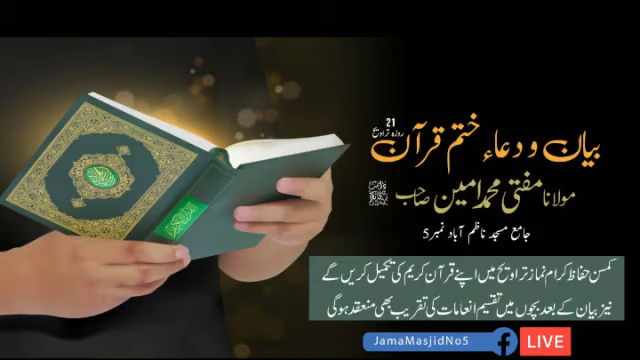 21
روزہ تراویح
بیان و دعاء ختم قرآن
مولانا مفتی محمد امین صاحب
جامع مسجد ناظم آباد نمبر 5
کمسن حفاظ کرام نماز تراویح میں اپنے قرآن کریم کی تکمیل کریں گے
نیز بیان کے بعد بچوں میں تقسیم انعامات کی تقریب بھی منعقد ہوگی
JamaMasjidNo5
LIVE